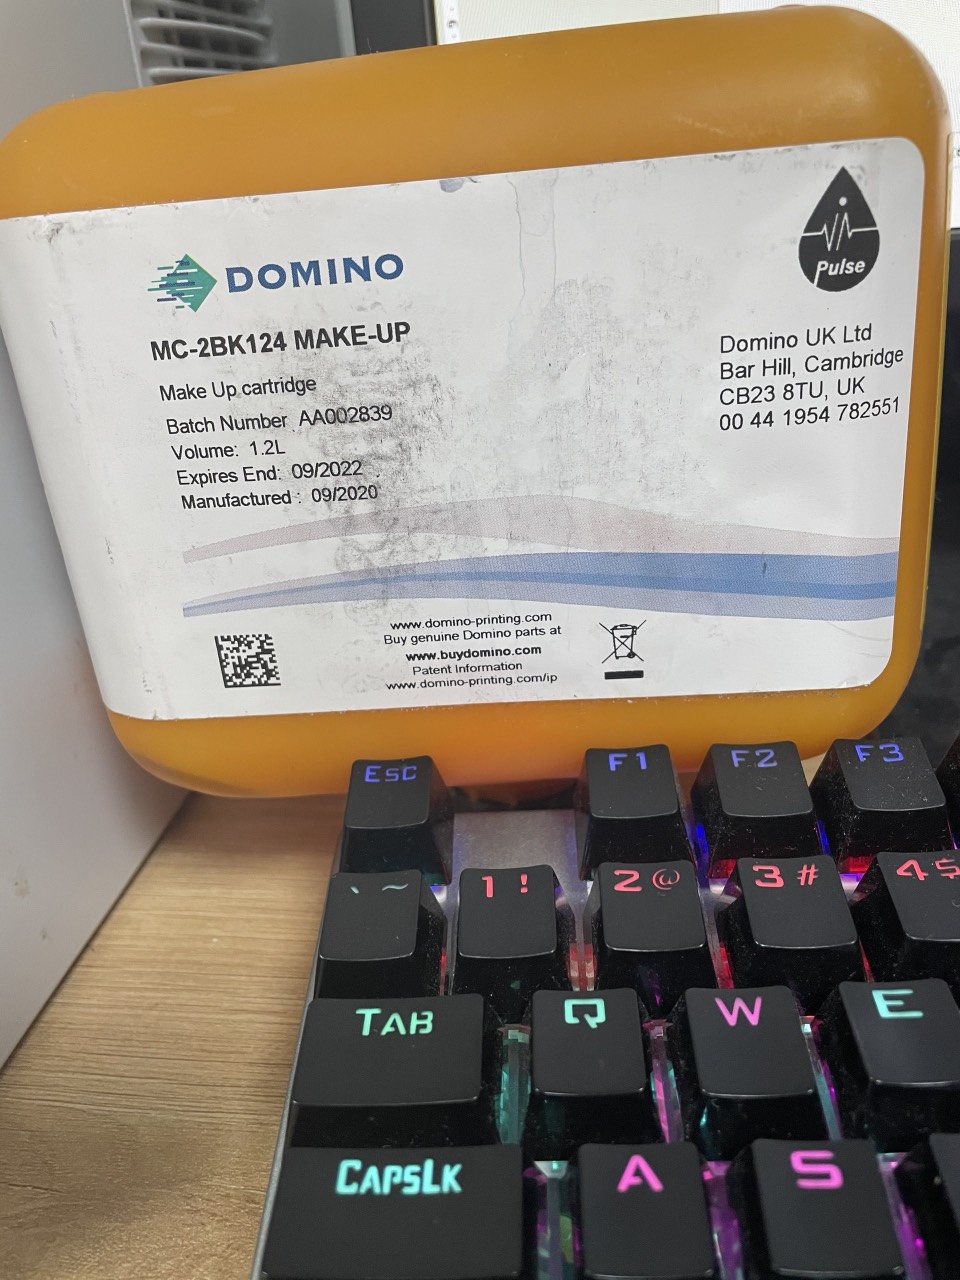 DOMINO
Pulse
MC-2BK124 MAKE-UP
Make Up cartridge
Batch Number AA002839
Volume: 1.2L
Expires End: 09/2022
Manufactured : 09/2020
Domino UK Ltd
Bar Hill, Cambridge
CB23 8TU, UK
00 44 1954 782551
www.domino-printing.com
Buy genuine Domino parts at
www.buydomino.com
Patent Information
www.domino-printing.com/ip
Esc F1 F2 F3
` ~ 1 ! 2 @ 3 # 4 $
Tab Q W E
CapsLk A S